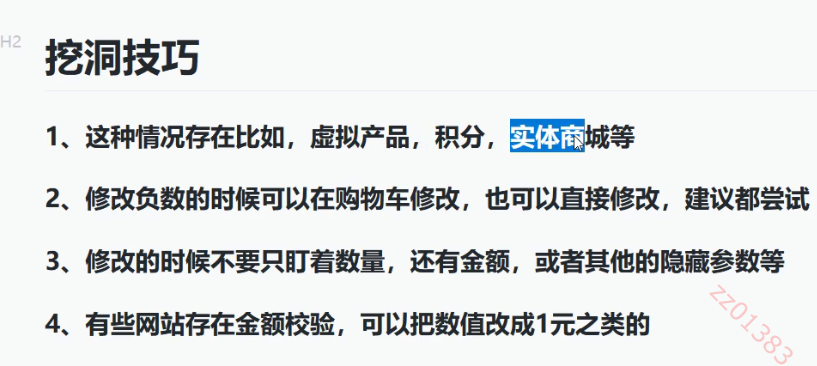 H2
挖洞技巧
1、这种情况存在比如，虚拟产品，积分，实体商城等
2、修改负数的时候可以在购物车修改，也可以直接修改，建议都尝试
3、修改的时候不要只盯着数量，还有金额，或者其他的隐藏参数等
4、有些网站存在金额校验，可以把数值改成1元之类的
zz01383